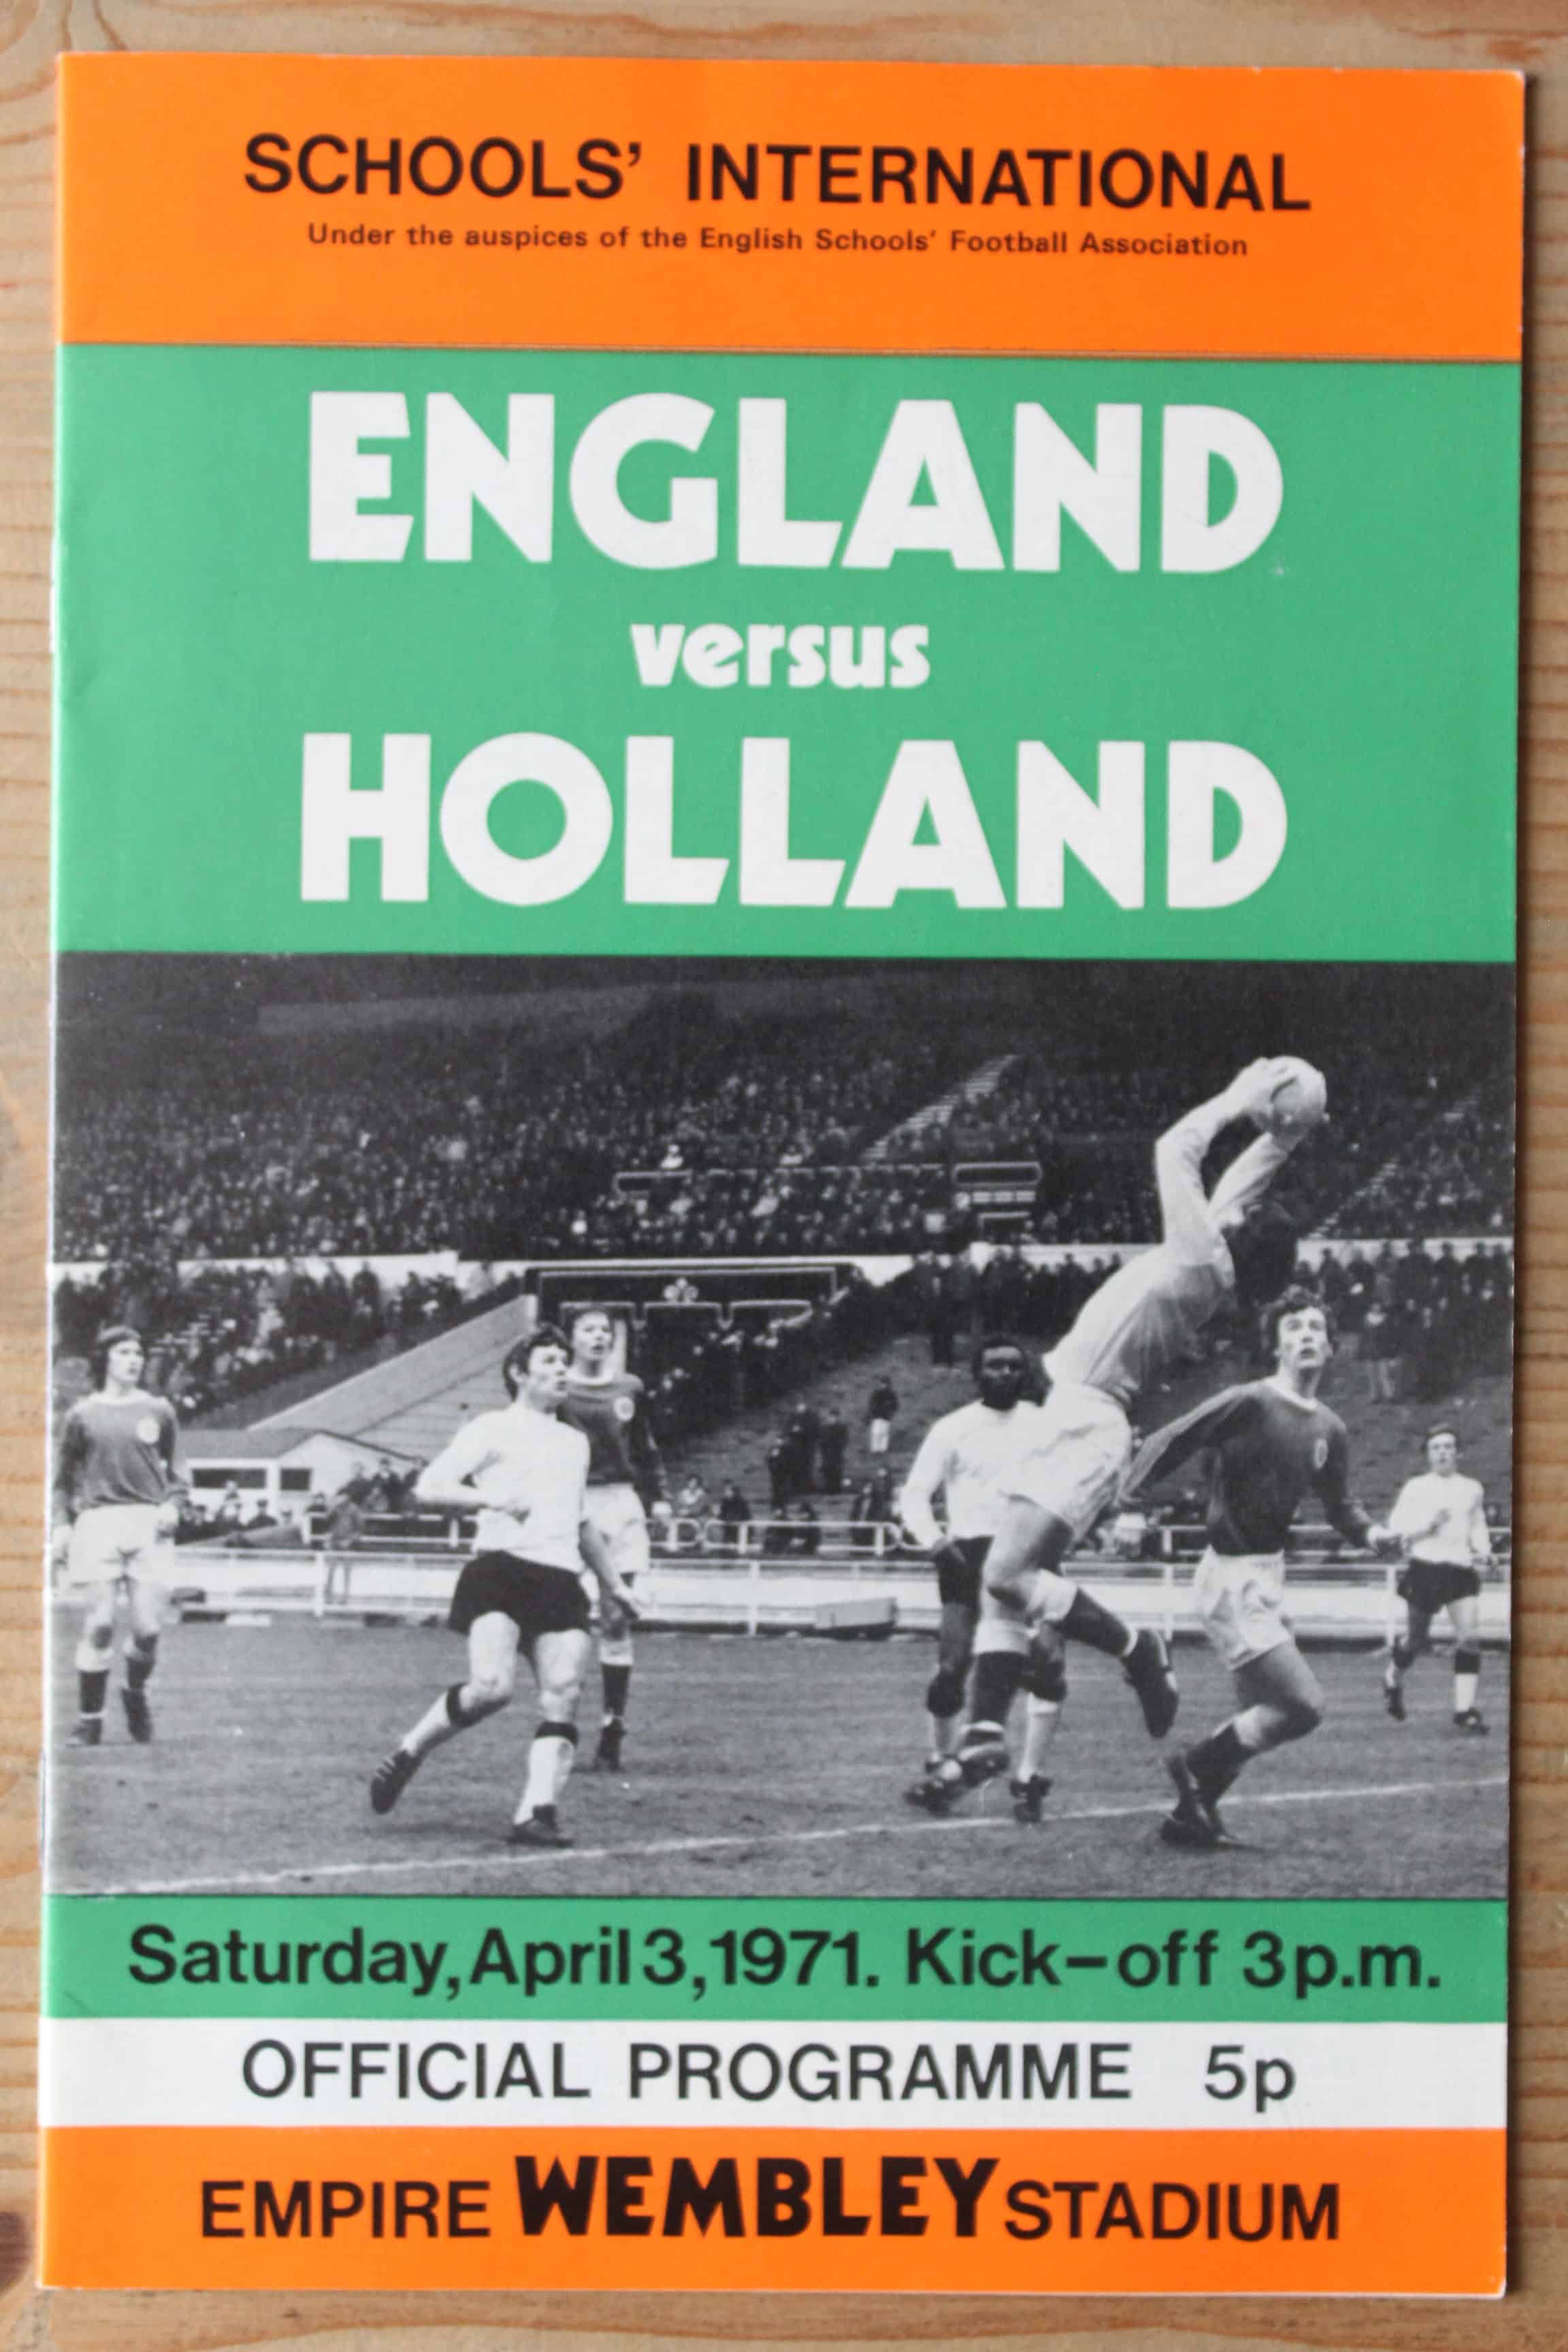 SCHOOLS' INTERNATIONAL
Under the auspices of the English Schools' Football Association
ENGLAND
versus
HOLLAND
Saturday, April 3, 1971. Kick-off 3 p.m.
OFFICIAL PROGRAMME 5p
EMPIRE WEMBLEY STADIUM